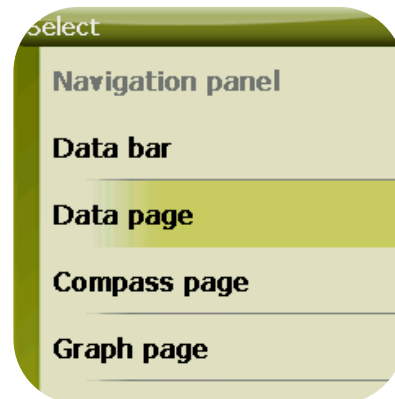 Select
Navigation panel
Data bar
Data page
Compass page
Graph page